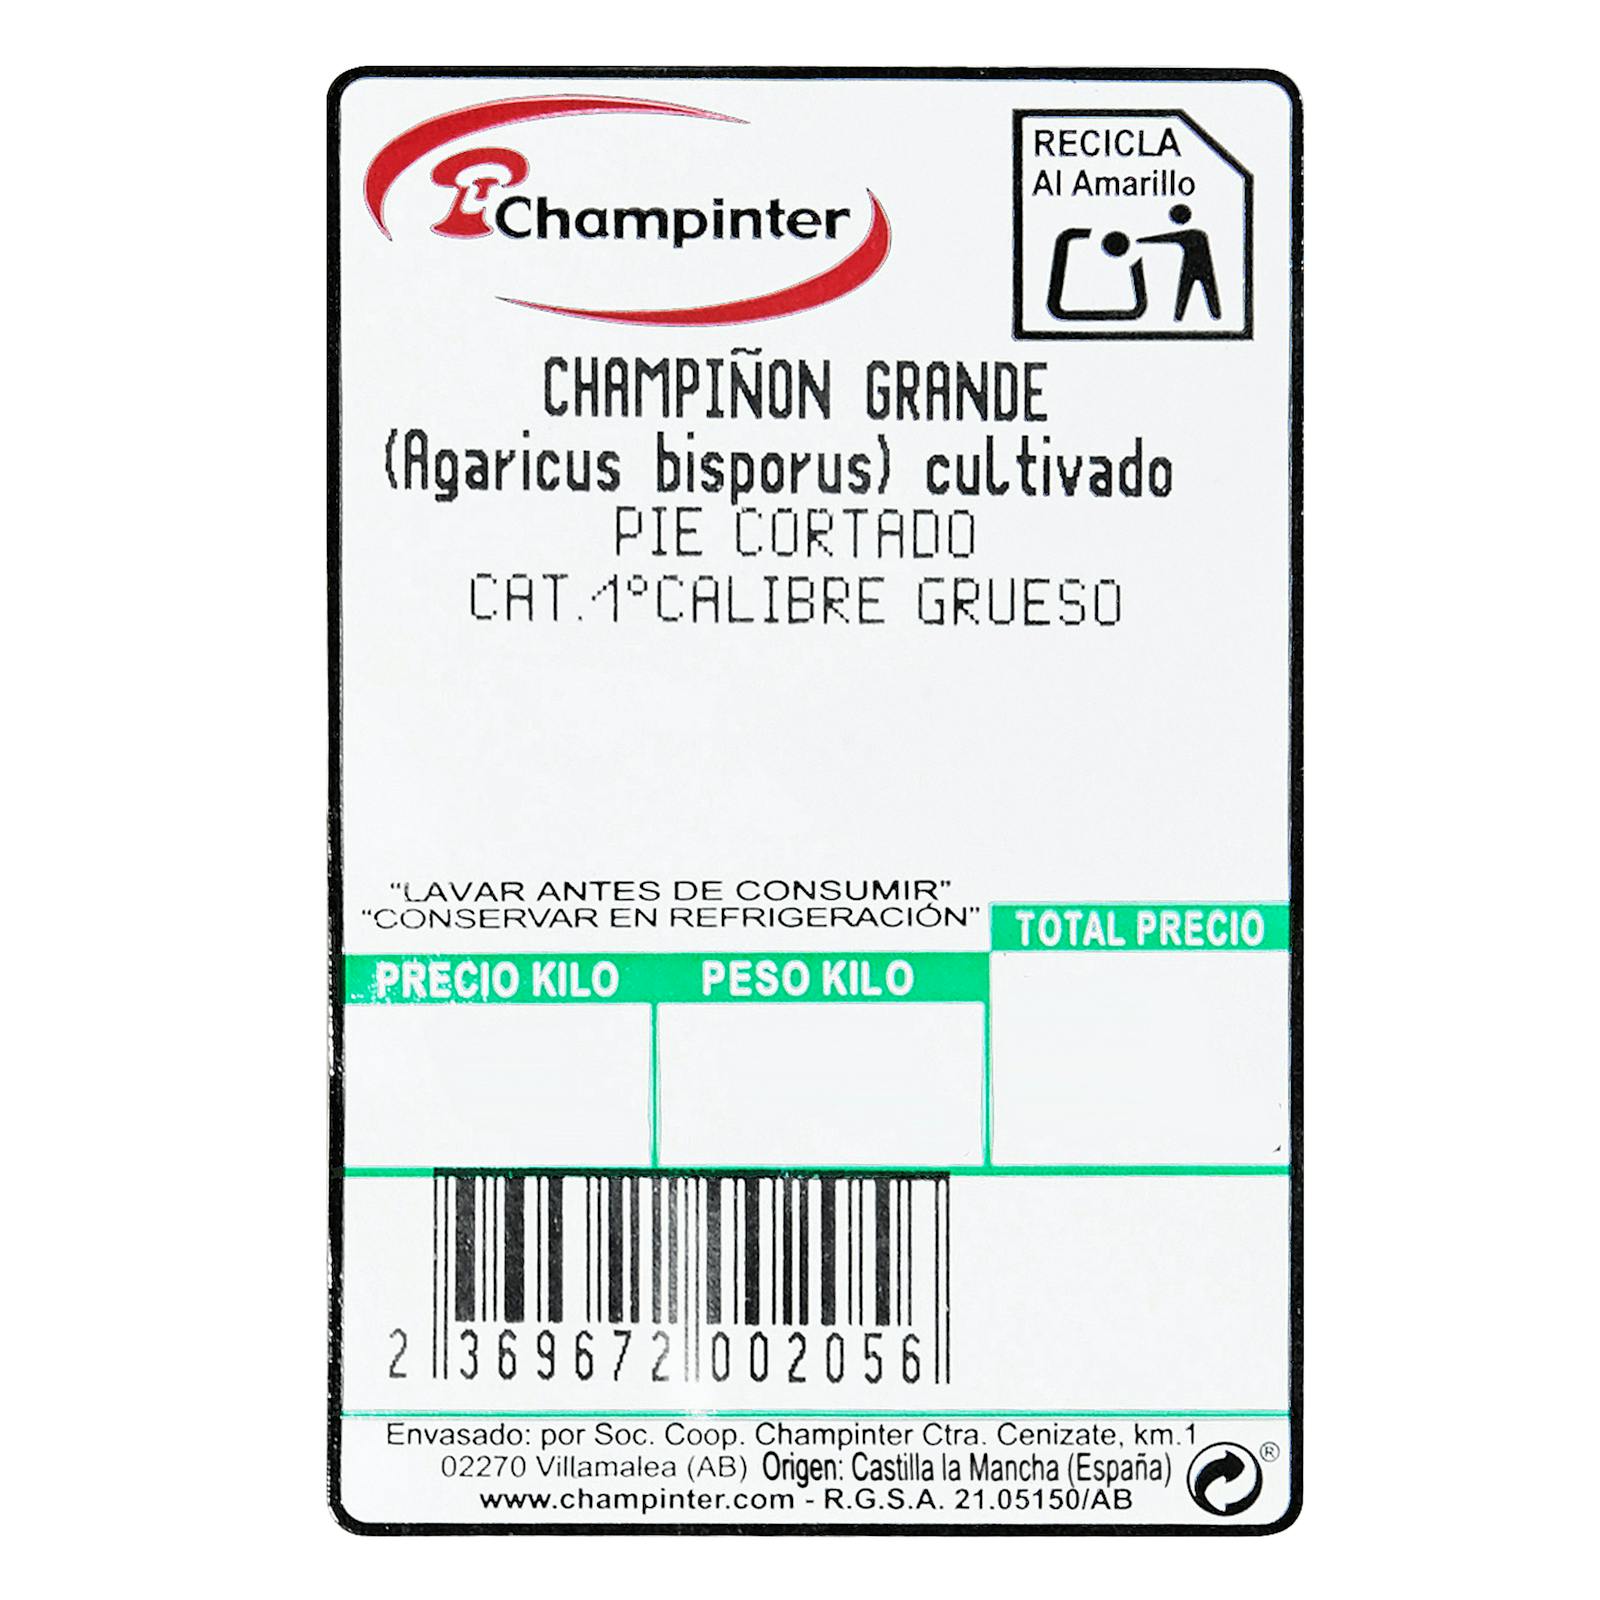 Champinter
RECICLA
Al Amarillo
CHAMPIÑON GRANDE
(Agaricus bisporus) cultivado
PIE CORTADO
CAT.1ºCALIBRE GRUESO
"LAVAR ANTES DE CONSUMIR"
"CONSERVAR EN REFRIGERACIÓN"
TOTAL PRECIO
PRECIO KILO
PESO KILO
2 369672 002056
Envasado: por Soc. Coop. Champinter Ctra. Cenizate, km.1
02270 Villamalea (AB) Origen: Castilla la Mancha (España)
www.champinter.com - R.G.S.A. 21.05150/AB
®